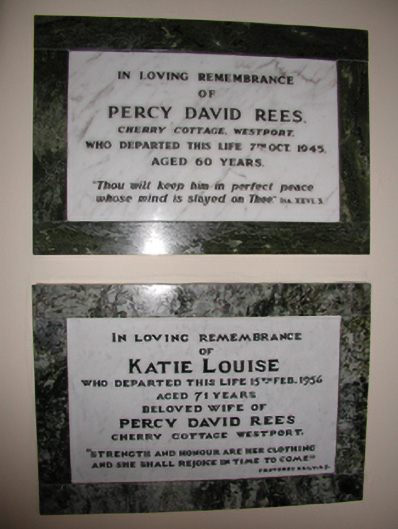 IN LOVING REMEMBRANCE
OF
PERCY DAVID REES.
CHERRY COTTAGE, WESTPORT.
WHO DEPARTED THIS LIFE 7TH OCT. 1945.
AGED 60 YEARS.
"Thou wilt keep him in perfect peace
whose mind is stayed on Thee." ISA. XXVI. 3.
IN LOVING REMEMBRANCE
OF
KATIE LOUISE
WHO DEPARTED THIS LIFE 15TH FEB. 1956
AGED 71 YEARS
BELOVED WIFE OF
PERCY DAVID REES
CHERRY COTTAGE WESTPORT.
"STRENGTH AND HONOUR ARE HER CLOTHING
AND SHE SHALL REJOICE IN TIME TO COME"